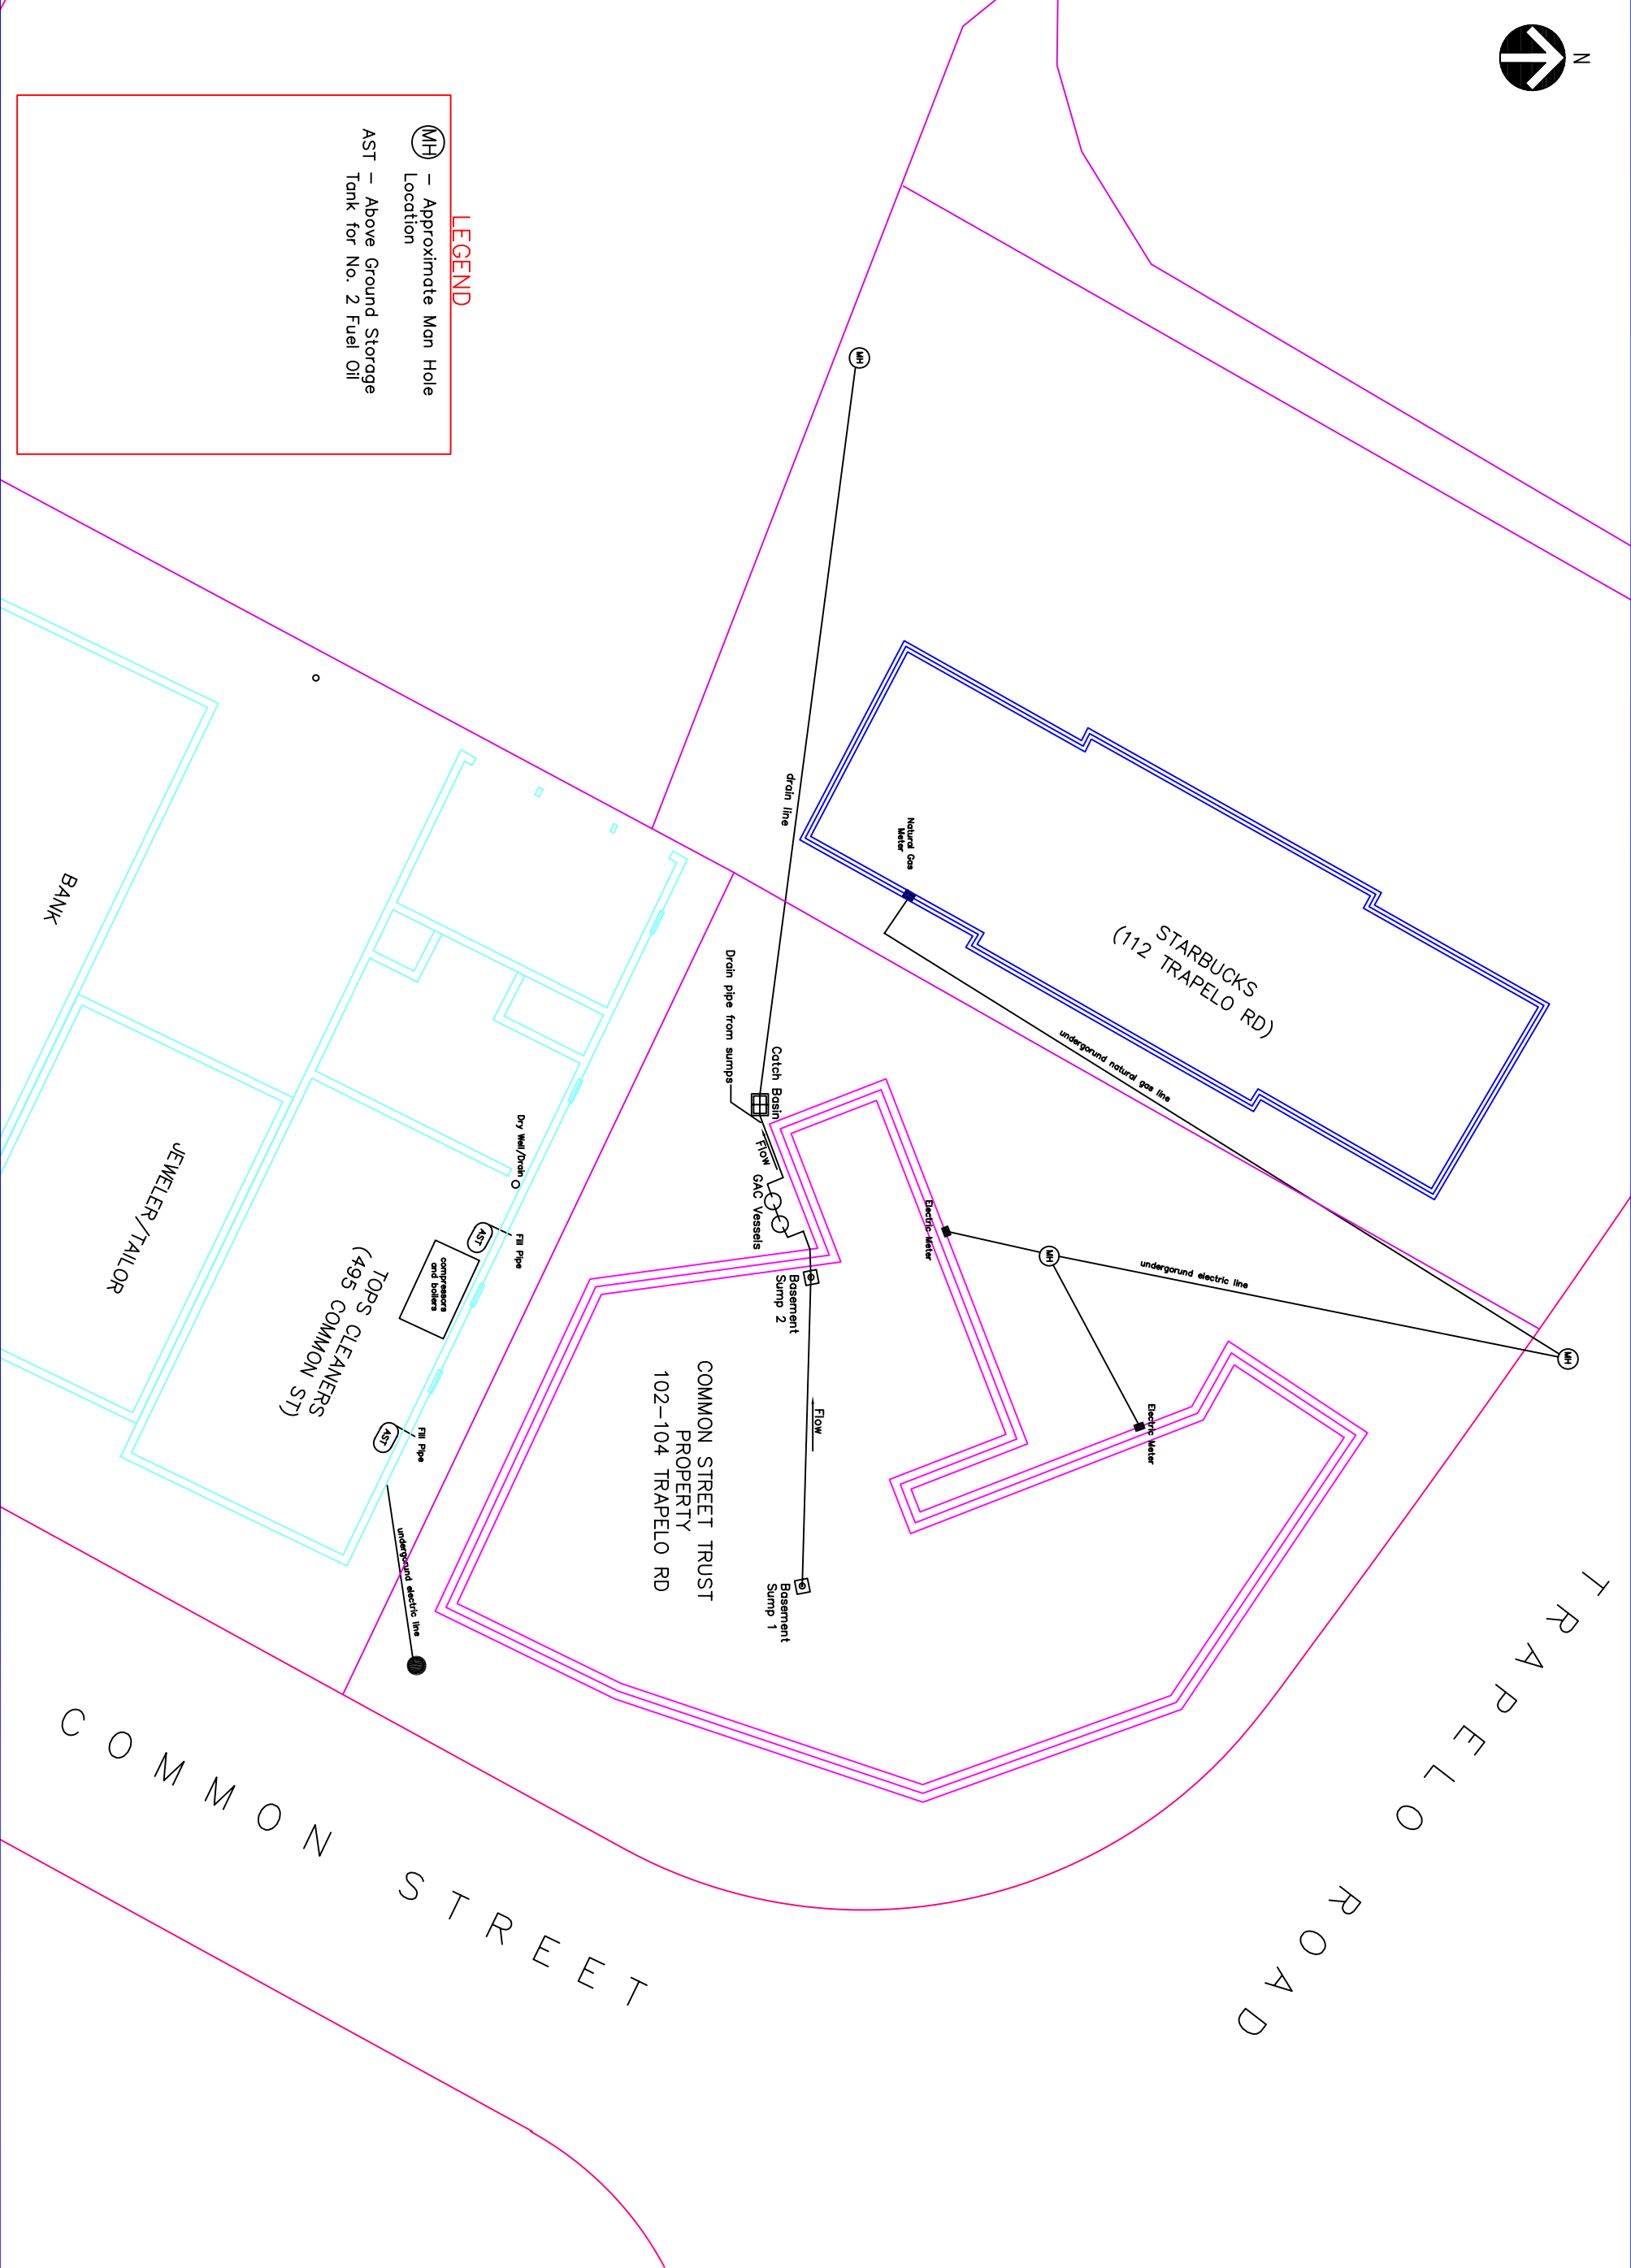 N
LEGEND
MH – Approximate Man Hole
Location
AST – Above Ground Storage
Tank for No. 2 Fuel Oil
MH
drain line
Natural Gas
Meter
STARBUCKS
(112 TRAPELO RD)
undergorund natural gas line
Drain pipe from sumps
Catch Basin
Flow
GAC Vessels
Electric Meter
MH
undergorund electric line
MH
Electric Meter
Basement
Sump 2
Flow
Basement
Sump 1
COMMON STREET TRUST
PROPERTY
102–104 TRAPELO RD
BANK
JEWELER/TAILOR
Dry Well/Drain
AST
Fill Pipe
compressors
and boilers
TOPS CLEANERS
(495 COMMON ST)
AST
Fill Pipe
undergorund electric line
TRAPELO ROAD
COMMON STREET